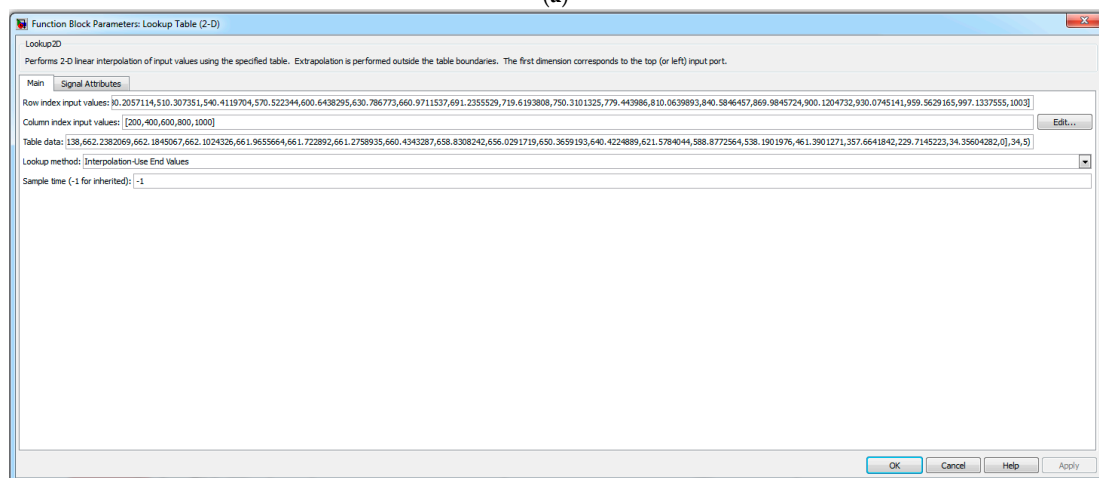 (a)
Function Block Parameters: Lookup Table (2-D)
Lookup2D
Performs 2-D linear interpolation of input values using the specified table. Extrapolation is performed outside the table boundaries. The first dimension corresponds to the top (or left) input port.
Main Signal Attributes
Row index input values: 30.2057114,510.307351,540.4119704,570.522344,600.6438295,630.786773,660.9711537,691.2355529,719.6193808,750.3101325,779.443986,810.0639893,840.5846457,869.9845724,900.1204732,930.0745141,959.5629165,997.1337555,1003]
Column index input values: [200,400,600,800,1000] Edit...
Table data: 138,662.2382069,662.1845067,662.1024326,661.9655664,661.722892,661.2758935,660.4343287,658.8308242,656.0291719,650.3659193,640.4224889,621.5784044,588.8772564,538.1901976,461.3901271,357.6641842,229.7145223,34.35604282,0],34,5)
Lookup method: Interpolation-Use End Values
Sample time (-1 for inherited): -1
OK Cancel Help Apply